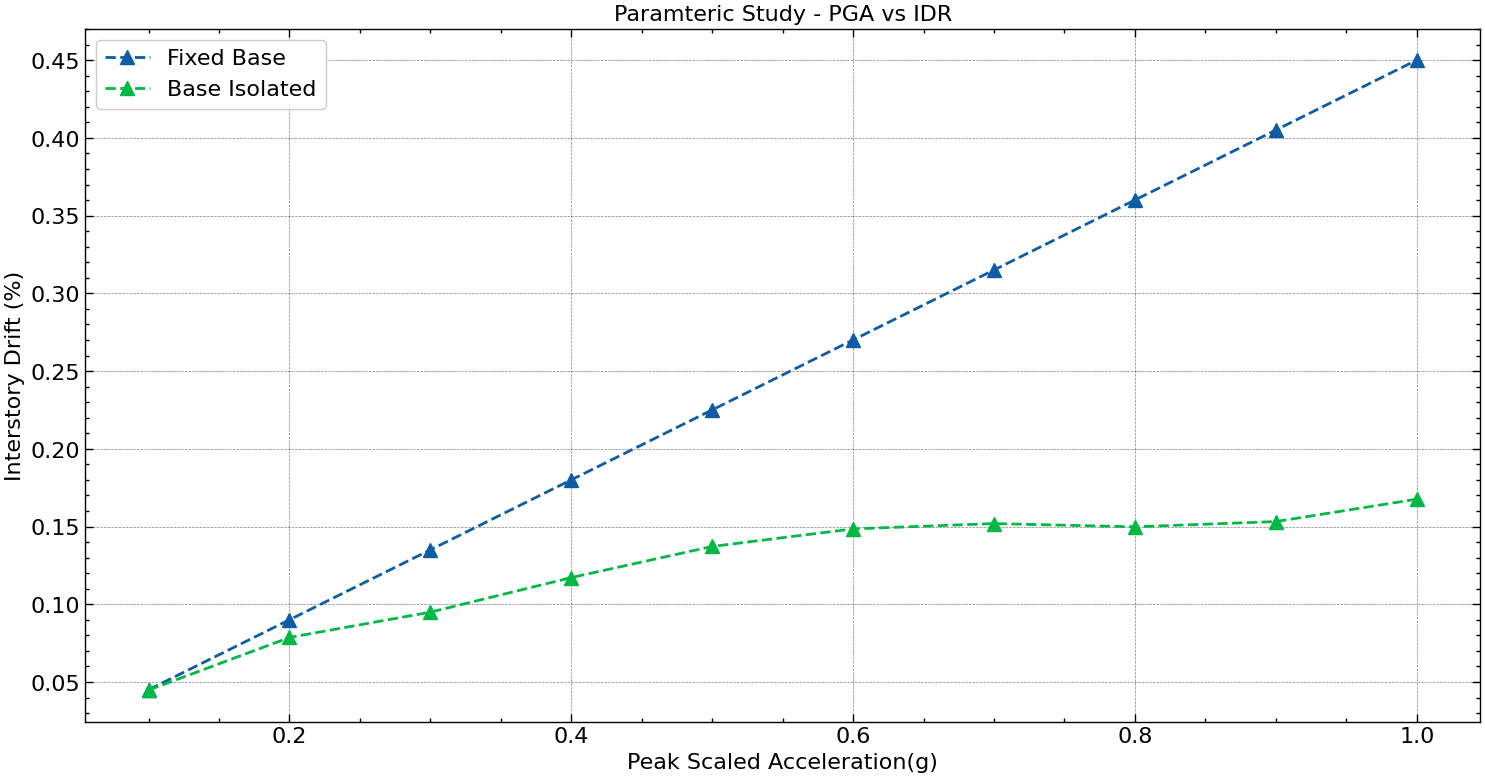 Paramteric Study - PGA vs IDR
Fixed Base
Base Isolated
0.45
0.40
0.35
0.30
0.25
0.20
0.15
0.10
0.05
Interstory Drift (%)
0.2
0.4
0.6
0.8
1.0
Peak Scaled Acceleration(g)